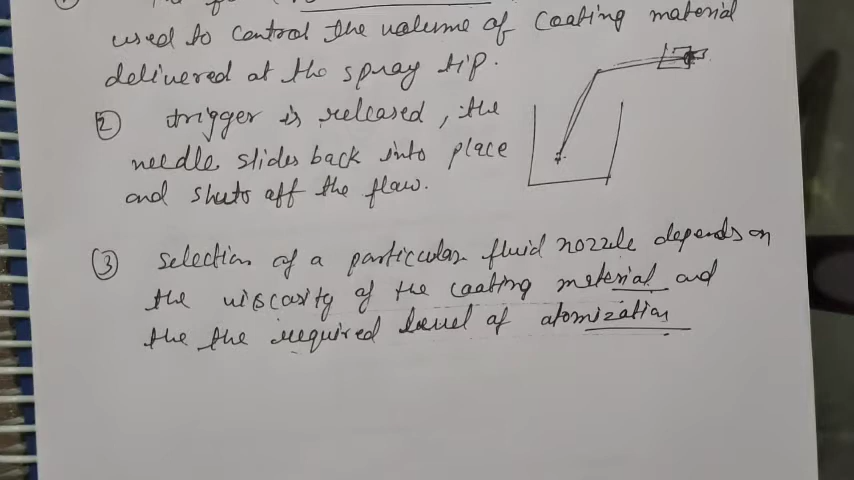 used to control the volume of coating material
delivered at the spray tip.
② trigger is released, the
needle slides back into place
and shuts off the flow.
③ selection of a particular fluid nozzle depends on
the viscosity of the coating material and
the the required level of atomization